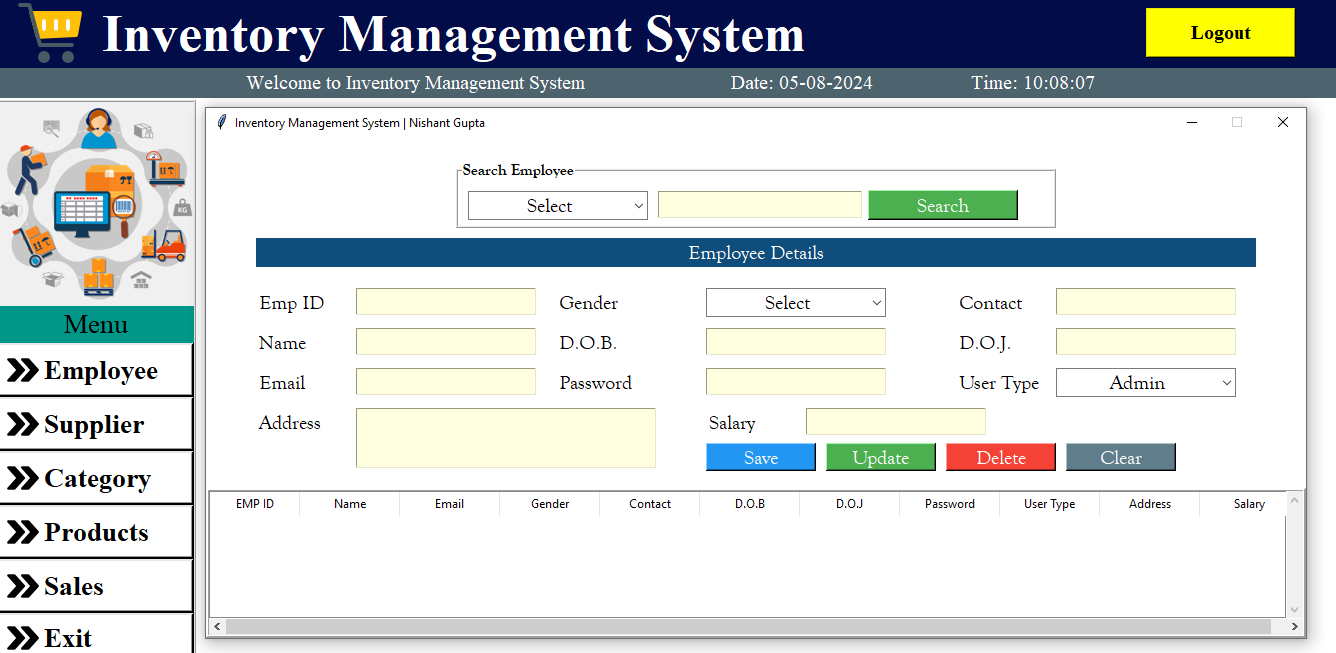 Inventory Management System
Logout
Welcome to Inventory Management System Date: 05-08-2024 Time: 10:08:07
Inventory Management System | Nishant Gupta
Search Employee
Select Search
Employee Details
Emp ID Gender Select Contact
Name D.O.B. D.O.J.
Email Password User Type Admin
Address Salary
Save Update Delete Clear
EMP ID Name Email Gender Contact D.O.B D.O.J Password User Type Address Salary
KG
Menu
Employee
Supplier
Category
Products
Sales
Exit